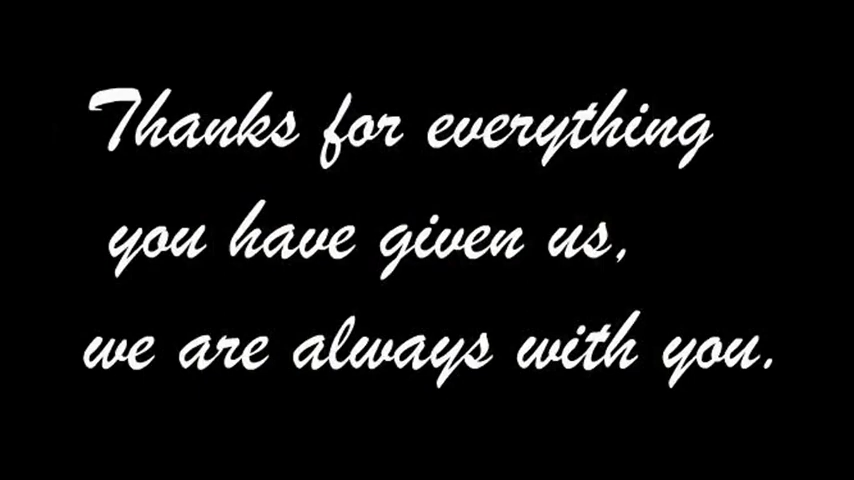 Thanks for everything
you have given us,
we are always with you.